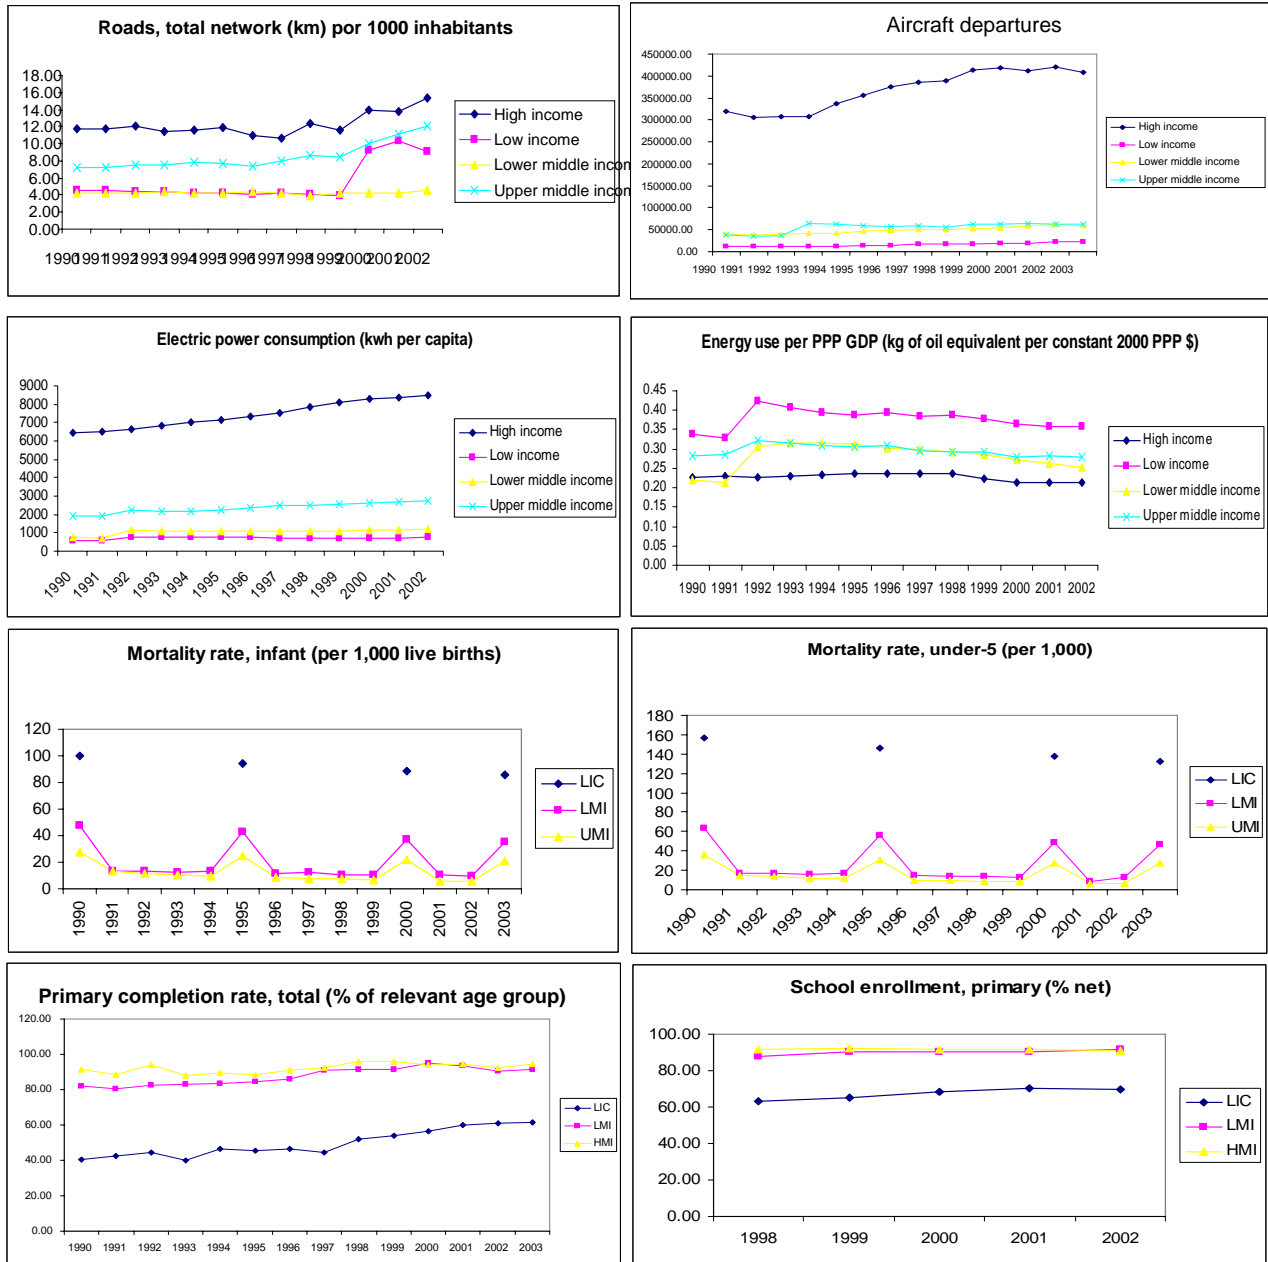 Roads, total network (km) por 1000 inhabitants
18.00
16.00
14.00
12.00
10.00
8.00
6.00
4.00
2.00
0.00
1990 1991 1992 1993 1994 1995 1996 1997 1998 1999 2000 2001 2002
High income
Low income
Lower middle incom
Upper middle incom
Aircraft departures
450000.00
400000.00
350000.00
300000.00
250000.00
200000.00
150000.00
100000.00
50000.00
0.00
1990 1991 1992 1993 1994 1995 1996 1997 1998 1999 2000 2001 2002 2003
High income
Low income
Lower middle income
Upper middle income
Electric power consumption (kwh per capita)
9000
8000
7000
6000
5000
4000
3000
2000
1000
0
1990 1991 1992 1993 1994 1995 1996 1997 1998 1999 2000 2001 2002
High income
Low income
Lower middle income
Upper middle income
Energy use per PPP GDP (kg of oil equivalent per constant 2000 PPP $)
0.45
0.40
0.35
0.30
0.25
0.20
0.15
0.10
0.05
0.00
1990 1991 1992 1993 1994 1995 1996 1997 1998 1999 2000 2001 2002
High income
Low income
Lower middle income
Upper middle income
Mortality rate, infant (per 1,000 live births)
120
100
80
60
40
20
0
1990 1991 1992 1993 1994 1995 1996 1997 1998 1999 2000 2001 2002 2003
LIC
LMI
UMI
Mortality rate, under-5 (per 1,000)
180
160
140
120
100
80
60
40
20
0
1990 1991 1992 1993 1994 1995 1996 1997 1998 1999 2000 2001 2002 2003
LIC
LMI
UMI
Primary completion rate, total (% of relevant age group)
120.00
100.00
80.00
60.00
40.00
20.00
0.00
1990 1991 1992 1993 1994 1995 1996 1997 1998 1999 2000 2001 2002 2003
LIC
LMI
HMI
School enrollment, primary (% net)
100.00
80.00
60.00
40.00
20.00
0.00
1998 1999 2000 2001 2002
LIC
LMI
HMI